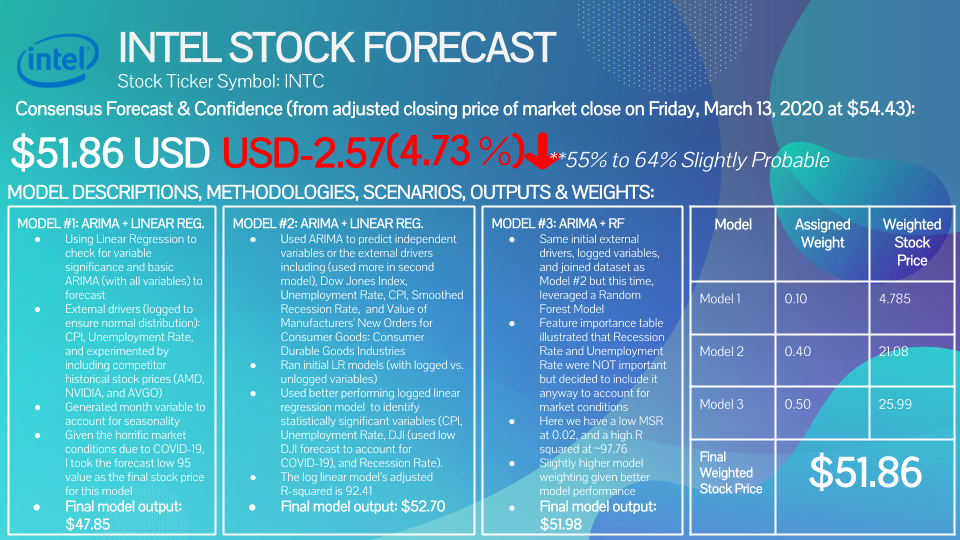 intel
INTEL STOCK FORECAST
Stock Ticker Symbol: INTC
Consensus Forecast & Confidence (from adjusted closing price of market close on Friday, March 13, 2020 at $54.43):
$51.86 USD USD-2.57(4.73 %) **55% to 64% Slightly Probable
MODEL DESCRIPTIONS, METHODOLOGIES, SCENARIOS, OUTPUTS & WEIGHTS:
MODEL #1: ARIMA + LINEAR REG.
● Using Linear Regression to
check for variable
significance and basic
ARIMA (with all variables) to
forecast
● External drivers (logged to
ensure normal distribution):
CPI, Unemployment Rate,
and experimented by
including competitor
historical stock prices (AMD,
NVIDIA, and AVGO)
● Generated month variable to
account for seasonality
● Given the horrific market
conditions due to COVID-19,
I took the forecast low 95
value as the final stock price
for this model
● Final model output:
$47.85
MODEL #2: ARIMA + LINEAR REG.
● Used ARIMA to predict independent
variables or the external drivers
including (used more in second
model), Dow Jones Index,
Unemployment Rate, CPI, Smoothed
Recession Rate, and Value of
Manufacturers' New Orders for
Consumer Goods: Consumer
Durable Goods Industries
● Ran initial LR models (with logged vs.
unlogged variables)
● Used better performing logged linear
regression model to identify
statistically significant variables (CPI,
Unemployment Rate, DJI (used low
DJI forecast to account for
COVID-19), and Recession Rate).
● The log linear model's adjusted
R-squared is 92.41
● Final model output: $52.70
MODEL #3: ARIMA + RF
● Same initial external
drivers, logged variables,
and joined dataset as
Model #2 but this time,
leveraged a Random
Forest Model
● Feature importance table
illustrated that Recession
Rate and Unemployment
Rate were NOT important
but decided to include it
anyway to account for
market conditions
● Here we have a low MSR
at 0.02, and a high R
squared at ~97.76
● Slightly higher model
weighting given better
model performance
● Final model output:
$51.98
Model Assigned Weight Weighted Stock Price
Model 1 0.10 4.785
Model 2 0.40 21.08
Model 3 0.50 25.99
Final
Weighted
Stock Price
$51.86